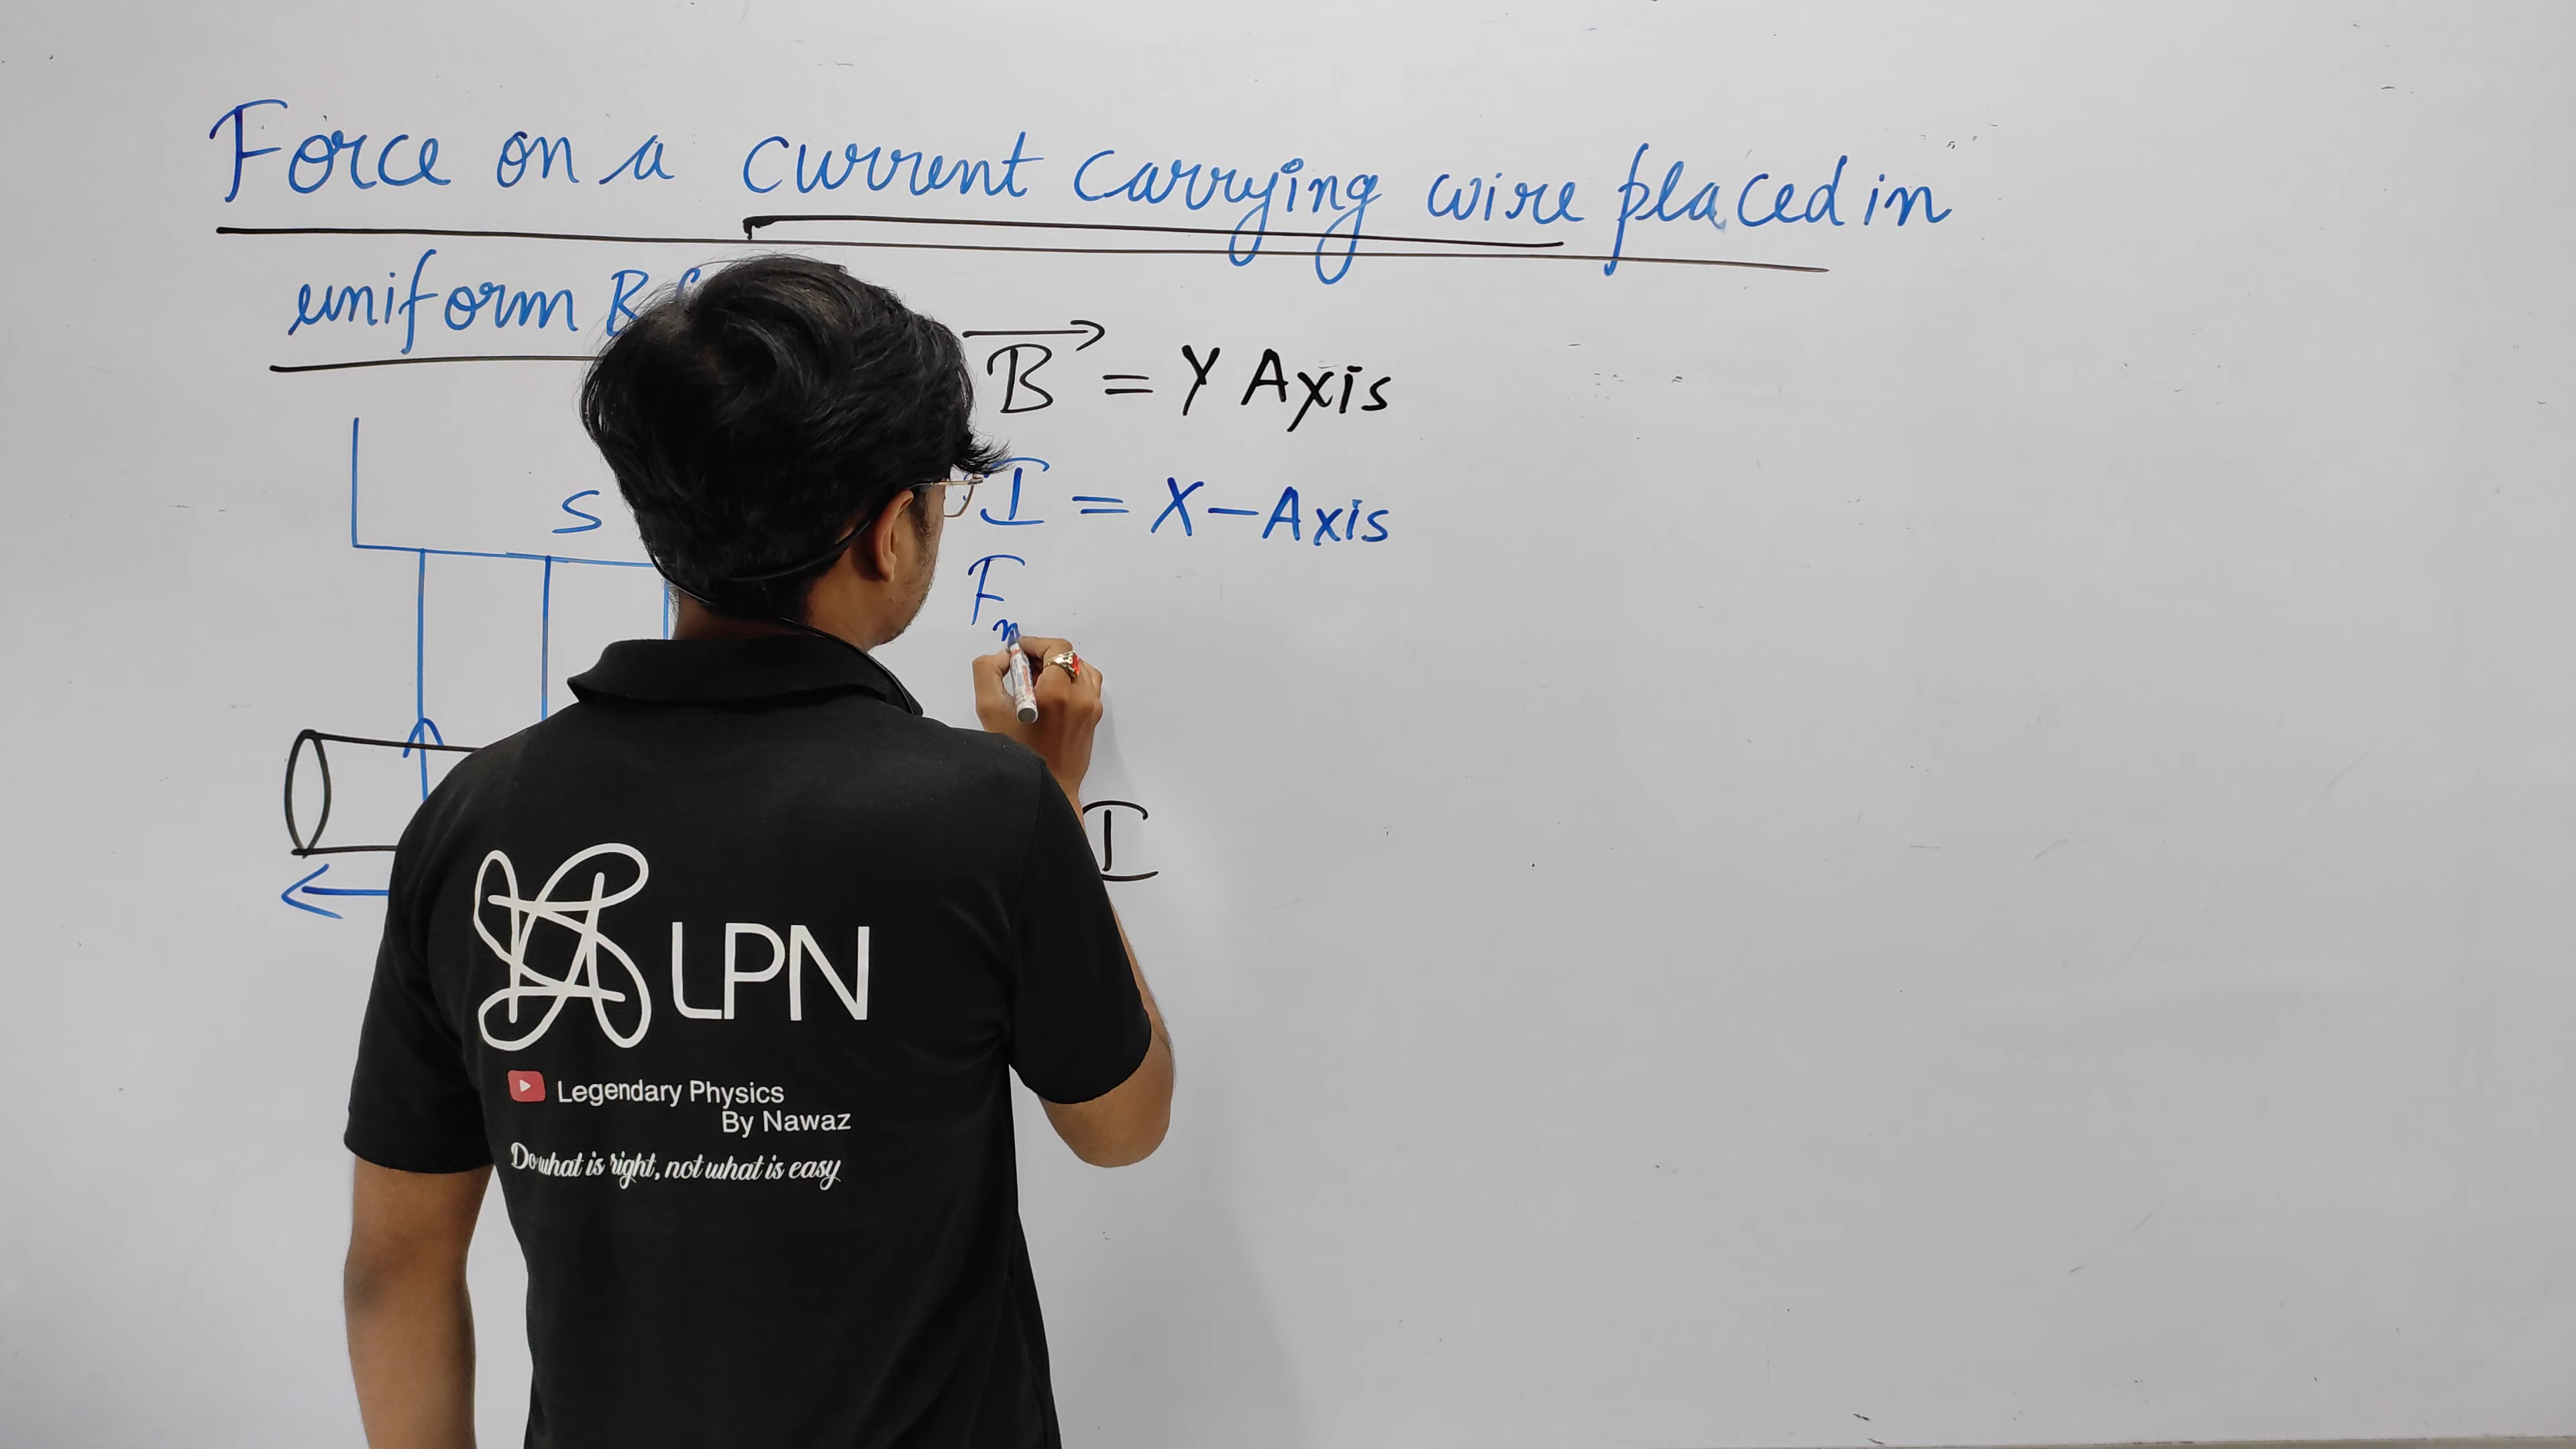 Force on a current carrying wire placed in
uniform B
B = Y Axis
I = X-Axis
S
F
I
LPN
Legendary Physics
By Nawaz
Do what is right, not what is easy